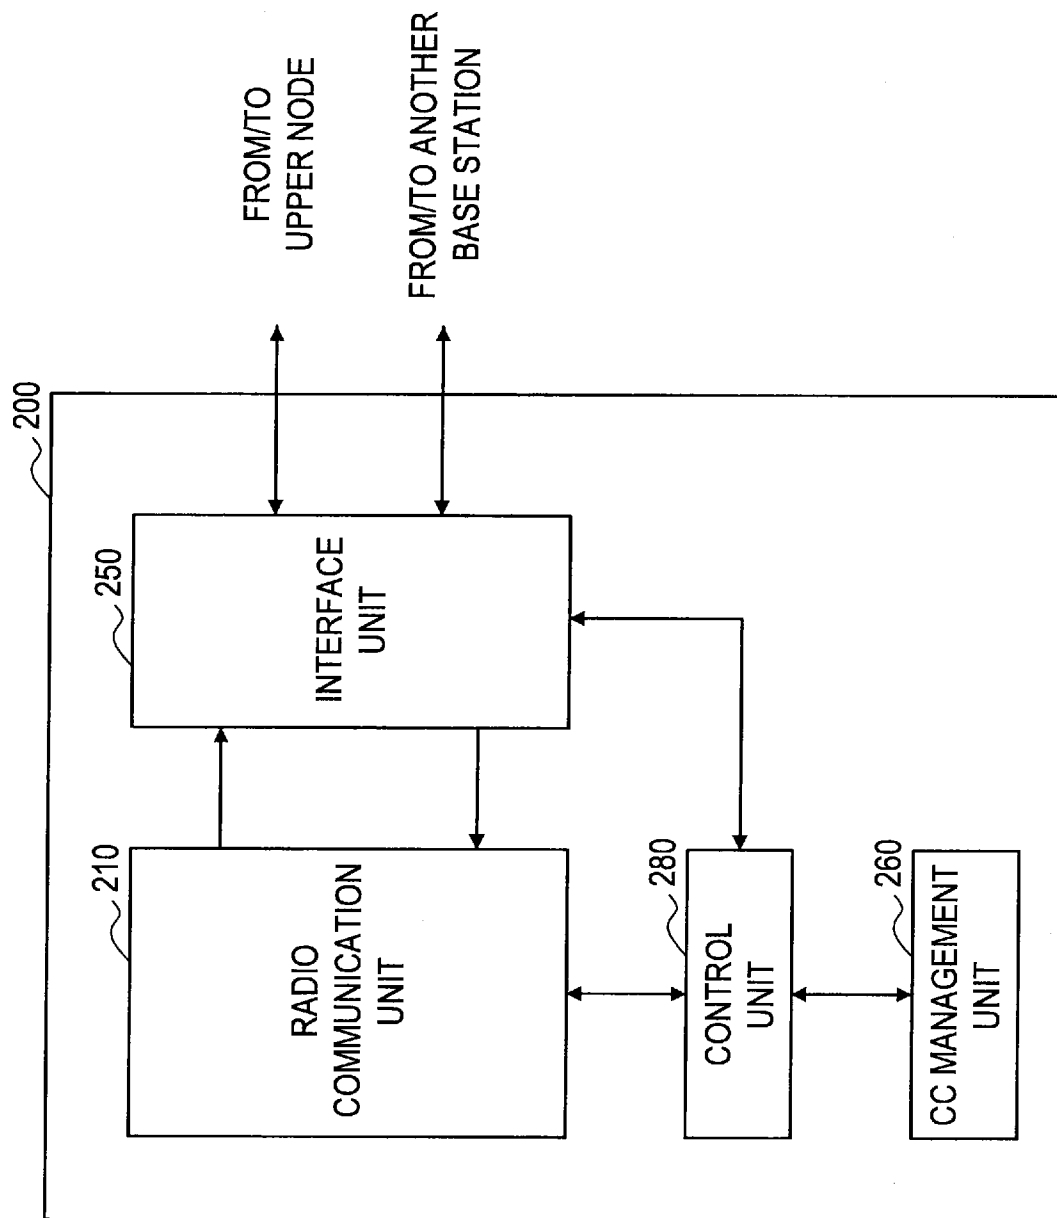 200
210
RADIO
COMMUNICATION
UNIT
250
INTERFACE
UNIT
FROM/TO
UPPER NODE
FROM/TO ANOTHER
BASE STATION
280
CONTROL
UNIT
260
CC MANAGEMENT
UNIT